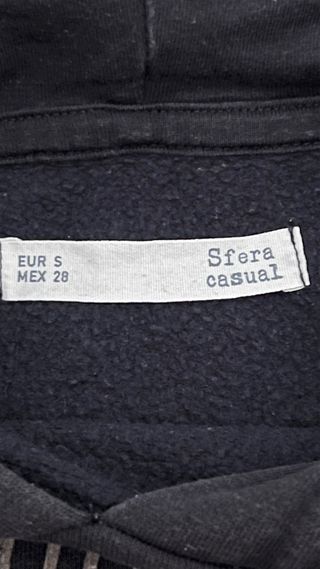 EUR S
MEX 28
Sfera
casual